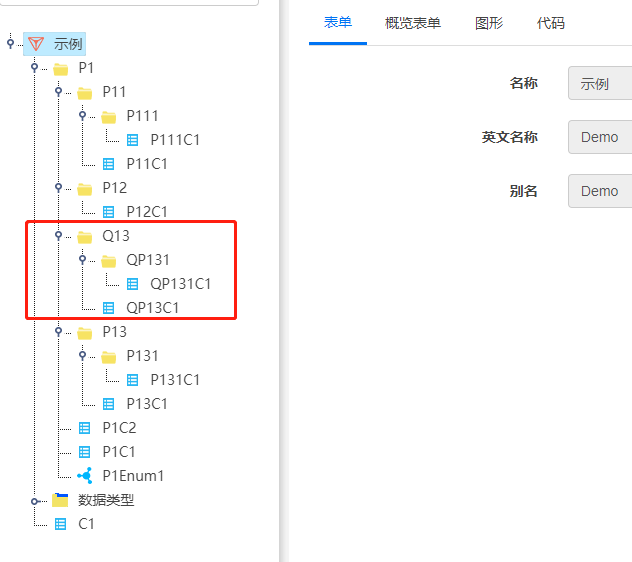 示例
P1
P11
P111
P111C1
P11C1
P12
P12C1
Q13
QP131
QP131C1
QP13C1
P13
P131
P131C1
P13C1
P1C2
P1C1
P1Enum1
数据类型
C1
表单 概览表单 图形 代码
名称 示例
英文名称 Demo
别名 Demo